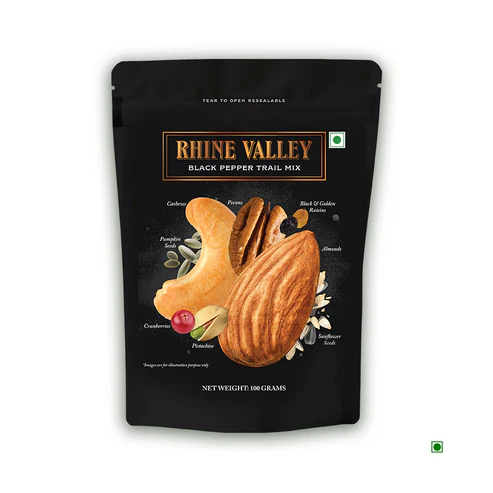 TEAR TO OPEN RESEALABLE
RHINE VALLEY
BLACK PEPPER TRAIL MIX
Cashews
Pecans
Black & Golden
Raisins
Pumpkin
Seeds
Almonds
Cranberries
Pistachios
Sunflower
Seeds
*Images are for illustration purpose only
NET WEIGHT: 100 GRAMS